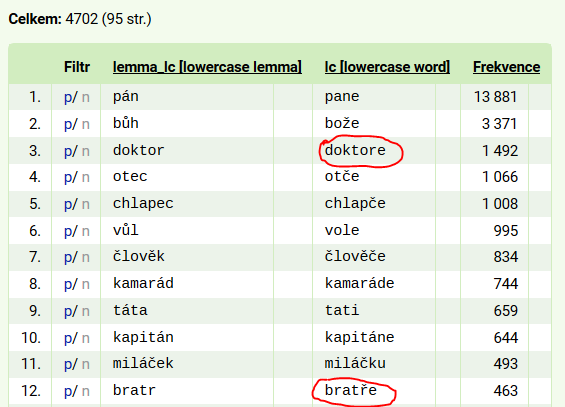 Celkem: 4702 (95 str.)
Filtr lemma_lc [lowercase lemma] lc [lowercase word] Frekvence
1. p/ n pán pane 13 881
2. p/ n bůh bože 3 371
3. p/ n doktor doktore 1 492
4. p/ n otec otče 1 066
5. p/ n chlapec chlapče 1 008
6. p/ n vůl vole 995
7. p/ n člověk člověče 834
8. p/ n kamarád kamaráde 744
9. p/ n táta tati 659
10. p/ n kapitán kapitáne 644
11. p/ n miláček miláčku 493
12. p/ n bratr bratře 463